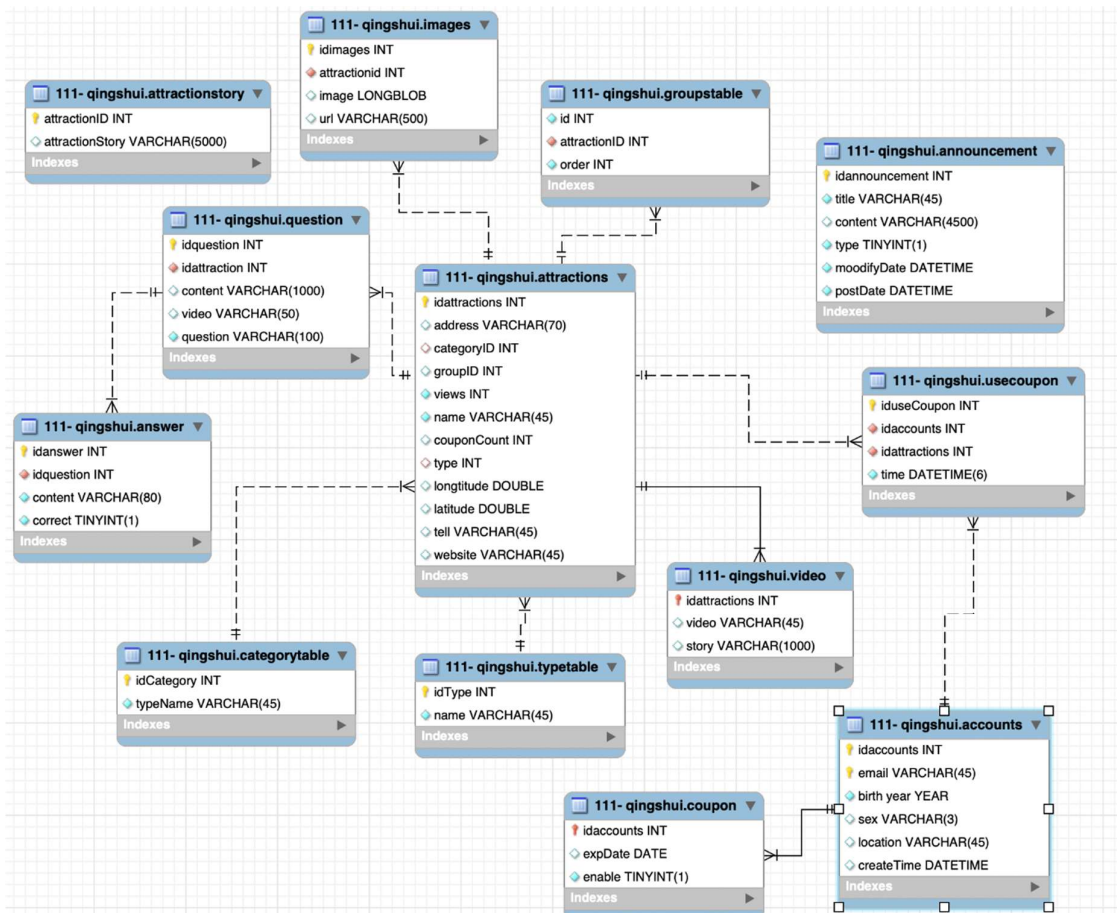 111- qingshui.images
idimages INT
attractionid INT
image LONGBLOB
url VARCHAR(500)
Indexes
111- qingshui.attractionstory
attractionID INT
attractionStory VARCHAR(5000)
Indexes
111- qingshui.groupstable
id INT
attractionID INT
order INT
Indexes
111- qingshui.announcement
idannouncement INT
title VARCHAR(45)
content VARCHAR(4500)
type TINYINT(1)
moodifyDate DATETIME
postDate DATETIME
Indexes
111- qingshui.question
idquestion INT
idattraction INT
content VARCHAR(1000)
video VARCHAR(50)
question VARCHAR(100)
Indexes
111- qingshui.attractions
idattractions INT
address VARCHAR(70)
categoryID INT
groupID INT
views INT
name VARCHAR(45)
couponCount INT
type INT
longtitude DOUBLE
latitude DOUBLE
tell VARCHAR(45)
website VARCHAR(45)
Indexes
111- qingshui.usecoupon
iduseCoupon INT
idaccounts INT
idattractions INT
time DATETIME(6)
Indexes
111- qingshui.answer
idanswer INT
idquestion INT
content VARCHAR(80)
correct TINYINT(1)
Indexes
111- qingshui.video
idattractions INT
video VARCHAR(45)
story VARCHAR(1000)
Indexes
111- qingshui.categorytable
idCategory INT
typeName VARCHAR(45)
Indexes
111- qingshui.typetable
idType INT
name VARCHAR(45)
Indexes
111- qingshui.accounts
idaccounts INT
email VARCHAR(45)
birth year YEAR
sex VARCHAR(3)
location VARCHAR(45)
createTime DATETIME
Indexes
111- qingshui.coupon
idaccounts INT
expDate DATE
enable TINYINT(1)
Indexes